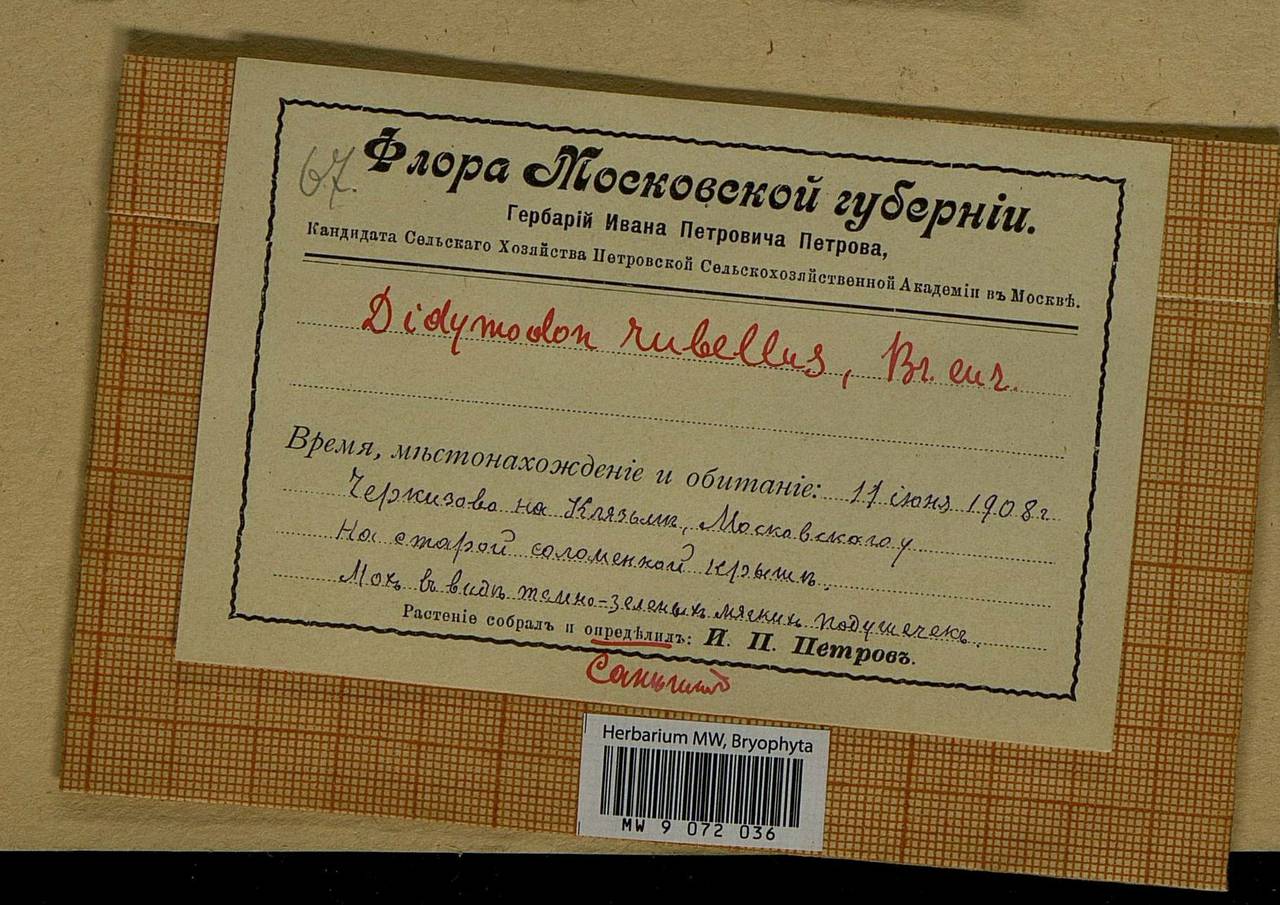 67.
Флора Московской губерніи.
Гербарій Ивана Петровича Петрова,
Кандидата Сельскаго Хозяйства Петровской Сельскохозяйственной Академіи въ Москвѣ.
Didymodon rubellus, Br. eur.
Время, мѣстонахожденіе и обитаніе: 11 іюня 1908 г.
Черкизово на Клязьмѣ, Московскаго у
На старой соломенной крышѣ.
Мохъ въ видѣ темно-зеленыхъ мягкихъ подушечекъ.
Растеніе собралъ и опредѣлилъ: И. П. Петровъ.
Herbarium MW, Bryophyta
MW 9 072 036